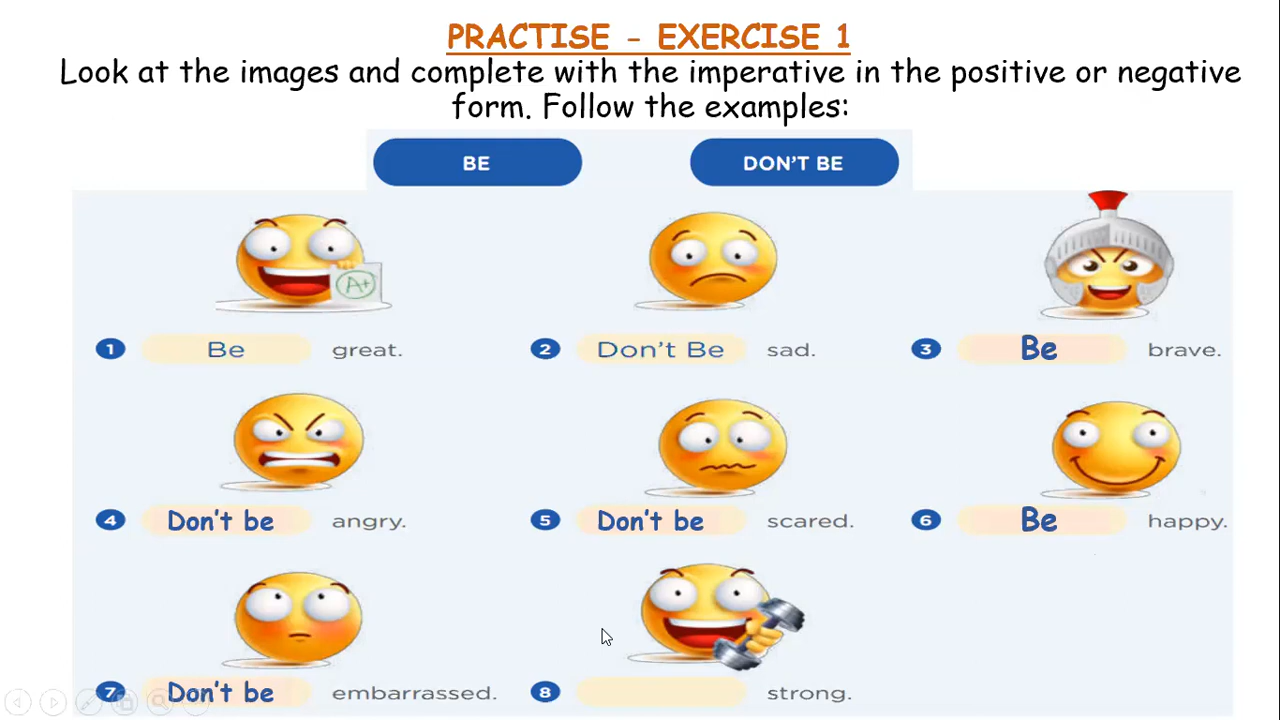 PRACTISE - EXERCISE 1
Look at the images and complete with the imperative in the positive or negative
form. Follow the examples:
BE DON'T BE
A+
1 Be great. 2 Don't Be sad. 3 Be brave.
4 Don't be angry. 5 Don't be scared. 6 Be happy.
7 Don't be embarrassed. 8 strong.